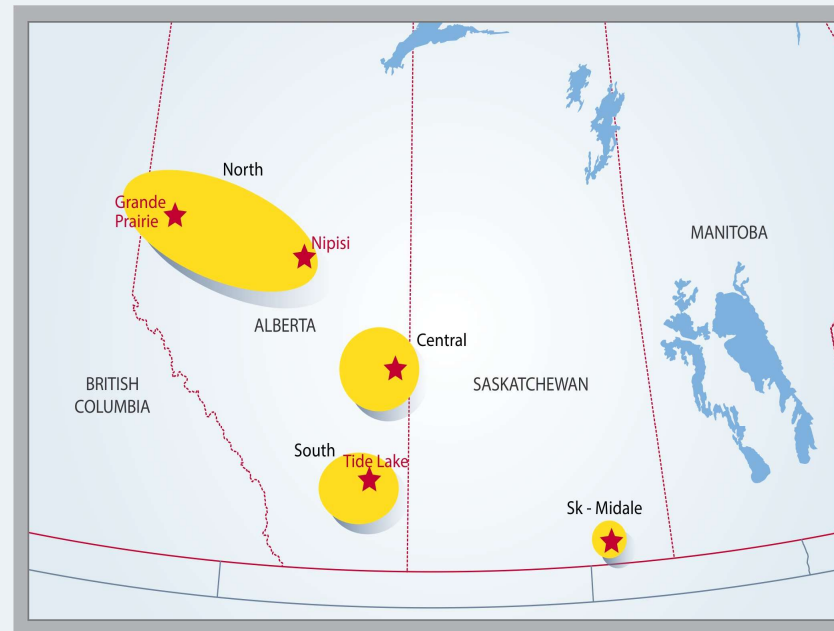 North
Grande
Prairie
Nipisi
MANITOBA
ALBERTA
Central
BRITISH
COLUMBIA
SASKATCHEWAN
South
Tide Lake
Sk - Midale